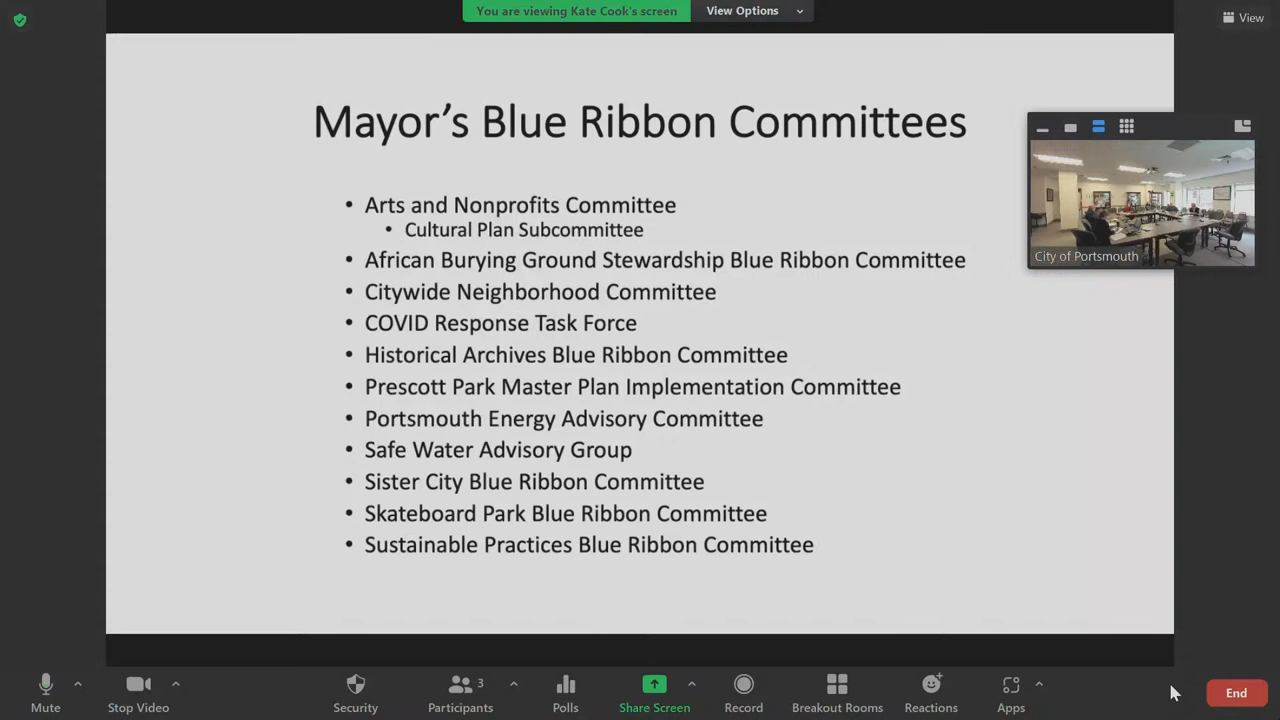 You are viewing Kate Cook's screen
View Options
View
Mayor's Blue Ribbon Committees
• Arts and Nonprofits Committee
• Cultural Plan Subcommittee
• African Burying Ground Stewardship Blue Ribbon Committee
• Citywide Neighborhood Committee
• COVID Response Task Force
• Historical Archives Blue Ribbon Committee
• Prescott Park Master Plan Implementation Committee
• Portsmouth Energy Advisory Committee
• Safe Water Advisory Group
• Sister City Blue Ribbon Committee
• Skateboard Park Blue Ribbon Committee
• Sustainable Practices Blue Ribbon Committee
City of Portsmouth
Mute
Stop Video
Security
Participants 3
Polls
Share Screen
Record
Breakout Rooms
Reactions
Apps
End